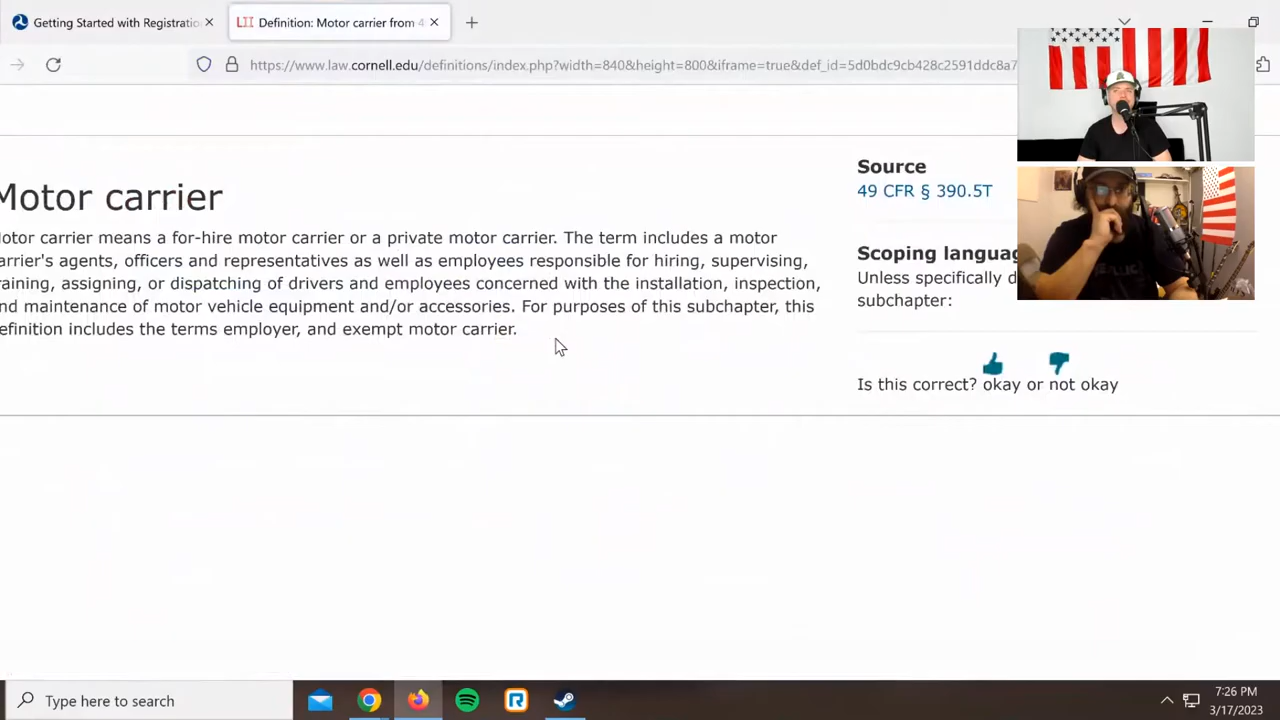 Getting Started with Registratio
LII Definition: Motor carrier from 4
https://www.law.cornell.edu/definitions/index.php?width=840&height=800&iframe=true&def_id=5d0bdc9cb428c2591ddc8a7
Motor carrier
otor carrier means a for-hire motor carrier or a private motor carrier. The term includes a motor
arrier's agents, officers and representatives as well as employees responsible for hiring, supervising,
raining, assigning, or dispatching of drivers and employees concerned with the installation, inspection,
nd maintenance of motor vehicle equipment and/or accessories. For purposes of this subchapter, this
efinition includes the terms employer, and exempt motor carrier.
Source
49 CFR § 390.5T
Scoping languag
Unless specifically d
subchapter:
Is this correct? okay or not okay
METALLICA
Type here to search
7:26 PM
3/17/2023